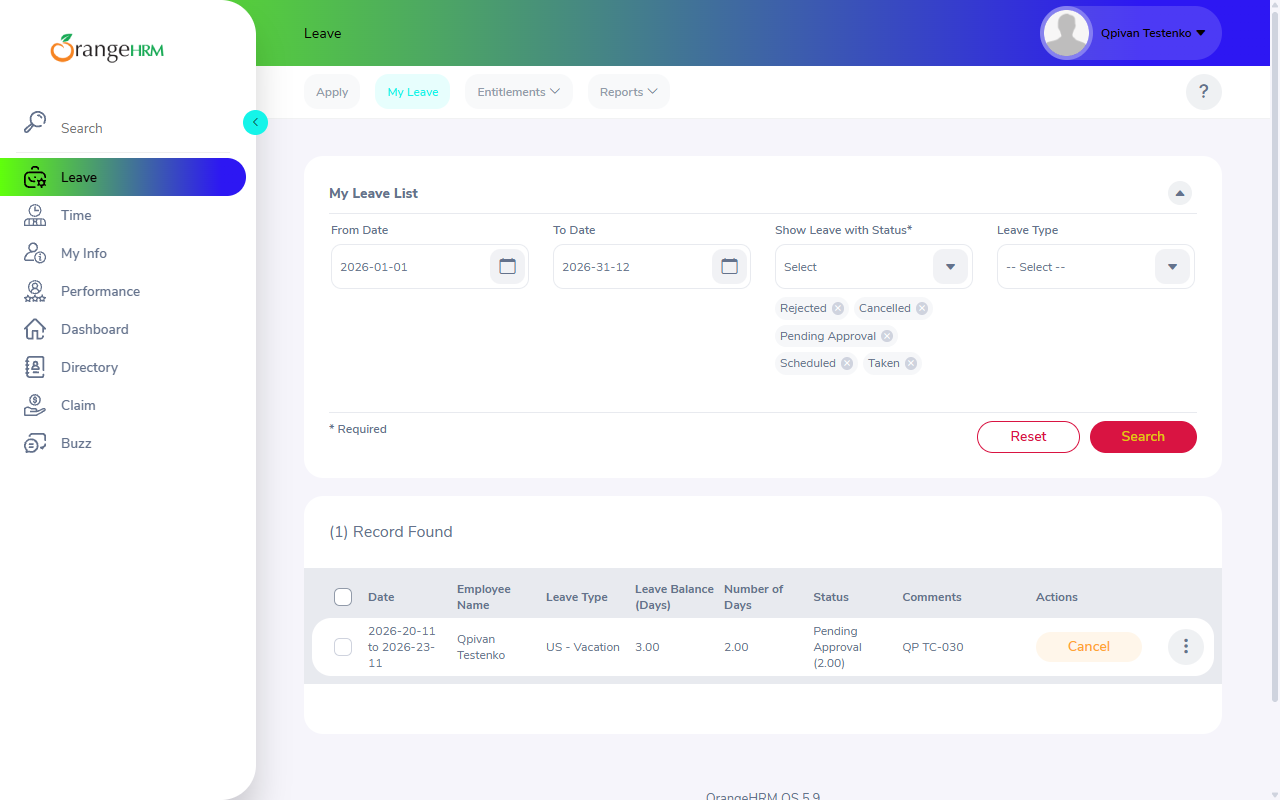 OrangeHRM
Leave
Qpivan Testenko
Apply
My Leave
Entitlements
Reports
?
Search
Leave
Time
My Info
Performance
Dashboard
Directory
Claim
Buzz
My Leave List
From Date
To Date
Show Leave with Status*
Leave Type
2026-01-01
2026-31-12
Select
-- Select --
Rejected
Cancelled
Pending Approval
Scheduled
Taken
* Required
Reset
Search
(1) Record Found
Date
Employee
Name
Leave Type
Leave Balance
(Days)
Number of
Days
Status
Comments
Actions
2026-20-11
to 2026-23-
11
Qpivan
Testenko
US - Vacation
3.00
2.00
Pending
Approval
(2.00)
QP TC-030
Cancel
OrangeHRM OS 5.9